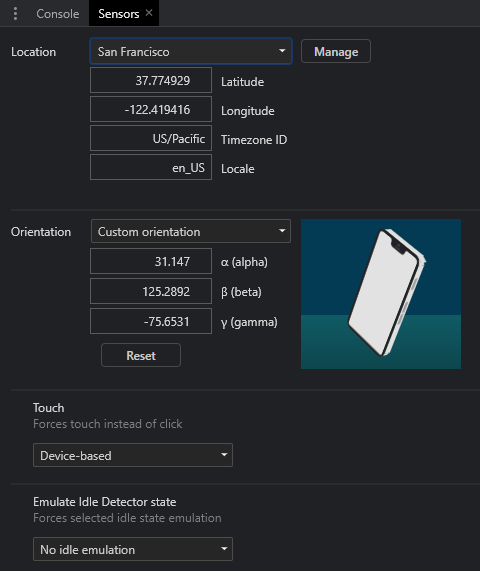 Console
Sensors
Location
San Francisco
Manage
37.774929
Latitude
-122.419416
Longitude
US/Pacific
Timezone ID
en_US
Locale
Orientation
Custom orientation
31.147
α (alpha)
125.2892
β (beta)
-75.6531
γ (gamma)
Reset
Touch
Forces touch instead of click
Device-based
Emulate Idle Detector state
Forces selected idle state emulation
No idle emulation